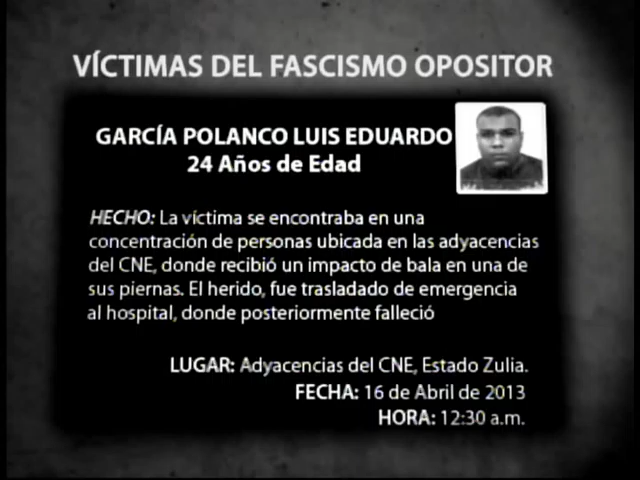 VÍCTIMAS DEL FASCISMO OPOSITOR
GARCÍA POLANCO LUIS EDUARDO
24 Años de Edad
HECHO: La víctima se encontraba en una
concentración de personas ubicada en las adyacencias
del CNE, donde recibió un impacto de bala en una de
sus piernas. El herido, fue trasladado de emergencia
al hospital, donde posteriormente falleció
LUGAR: Adyacencias del CNE, Estado Zulia.
FECHA: 16 de Abril de 2013
HORA: 12:30 a.m.